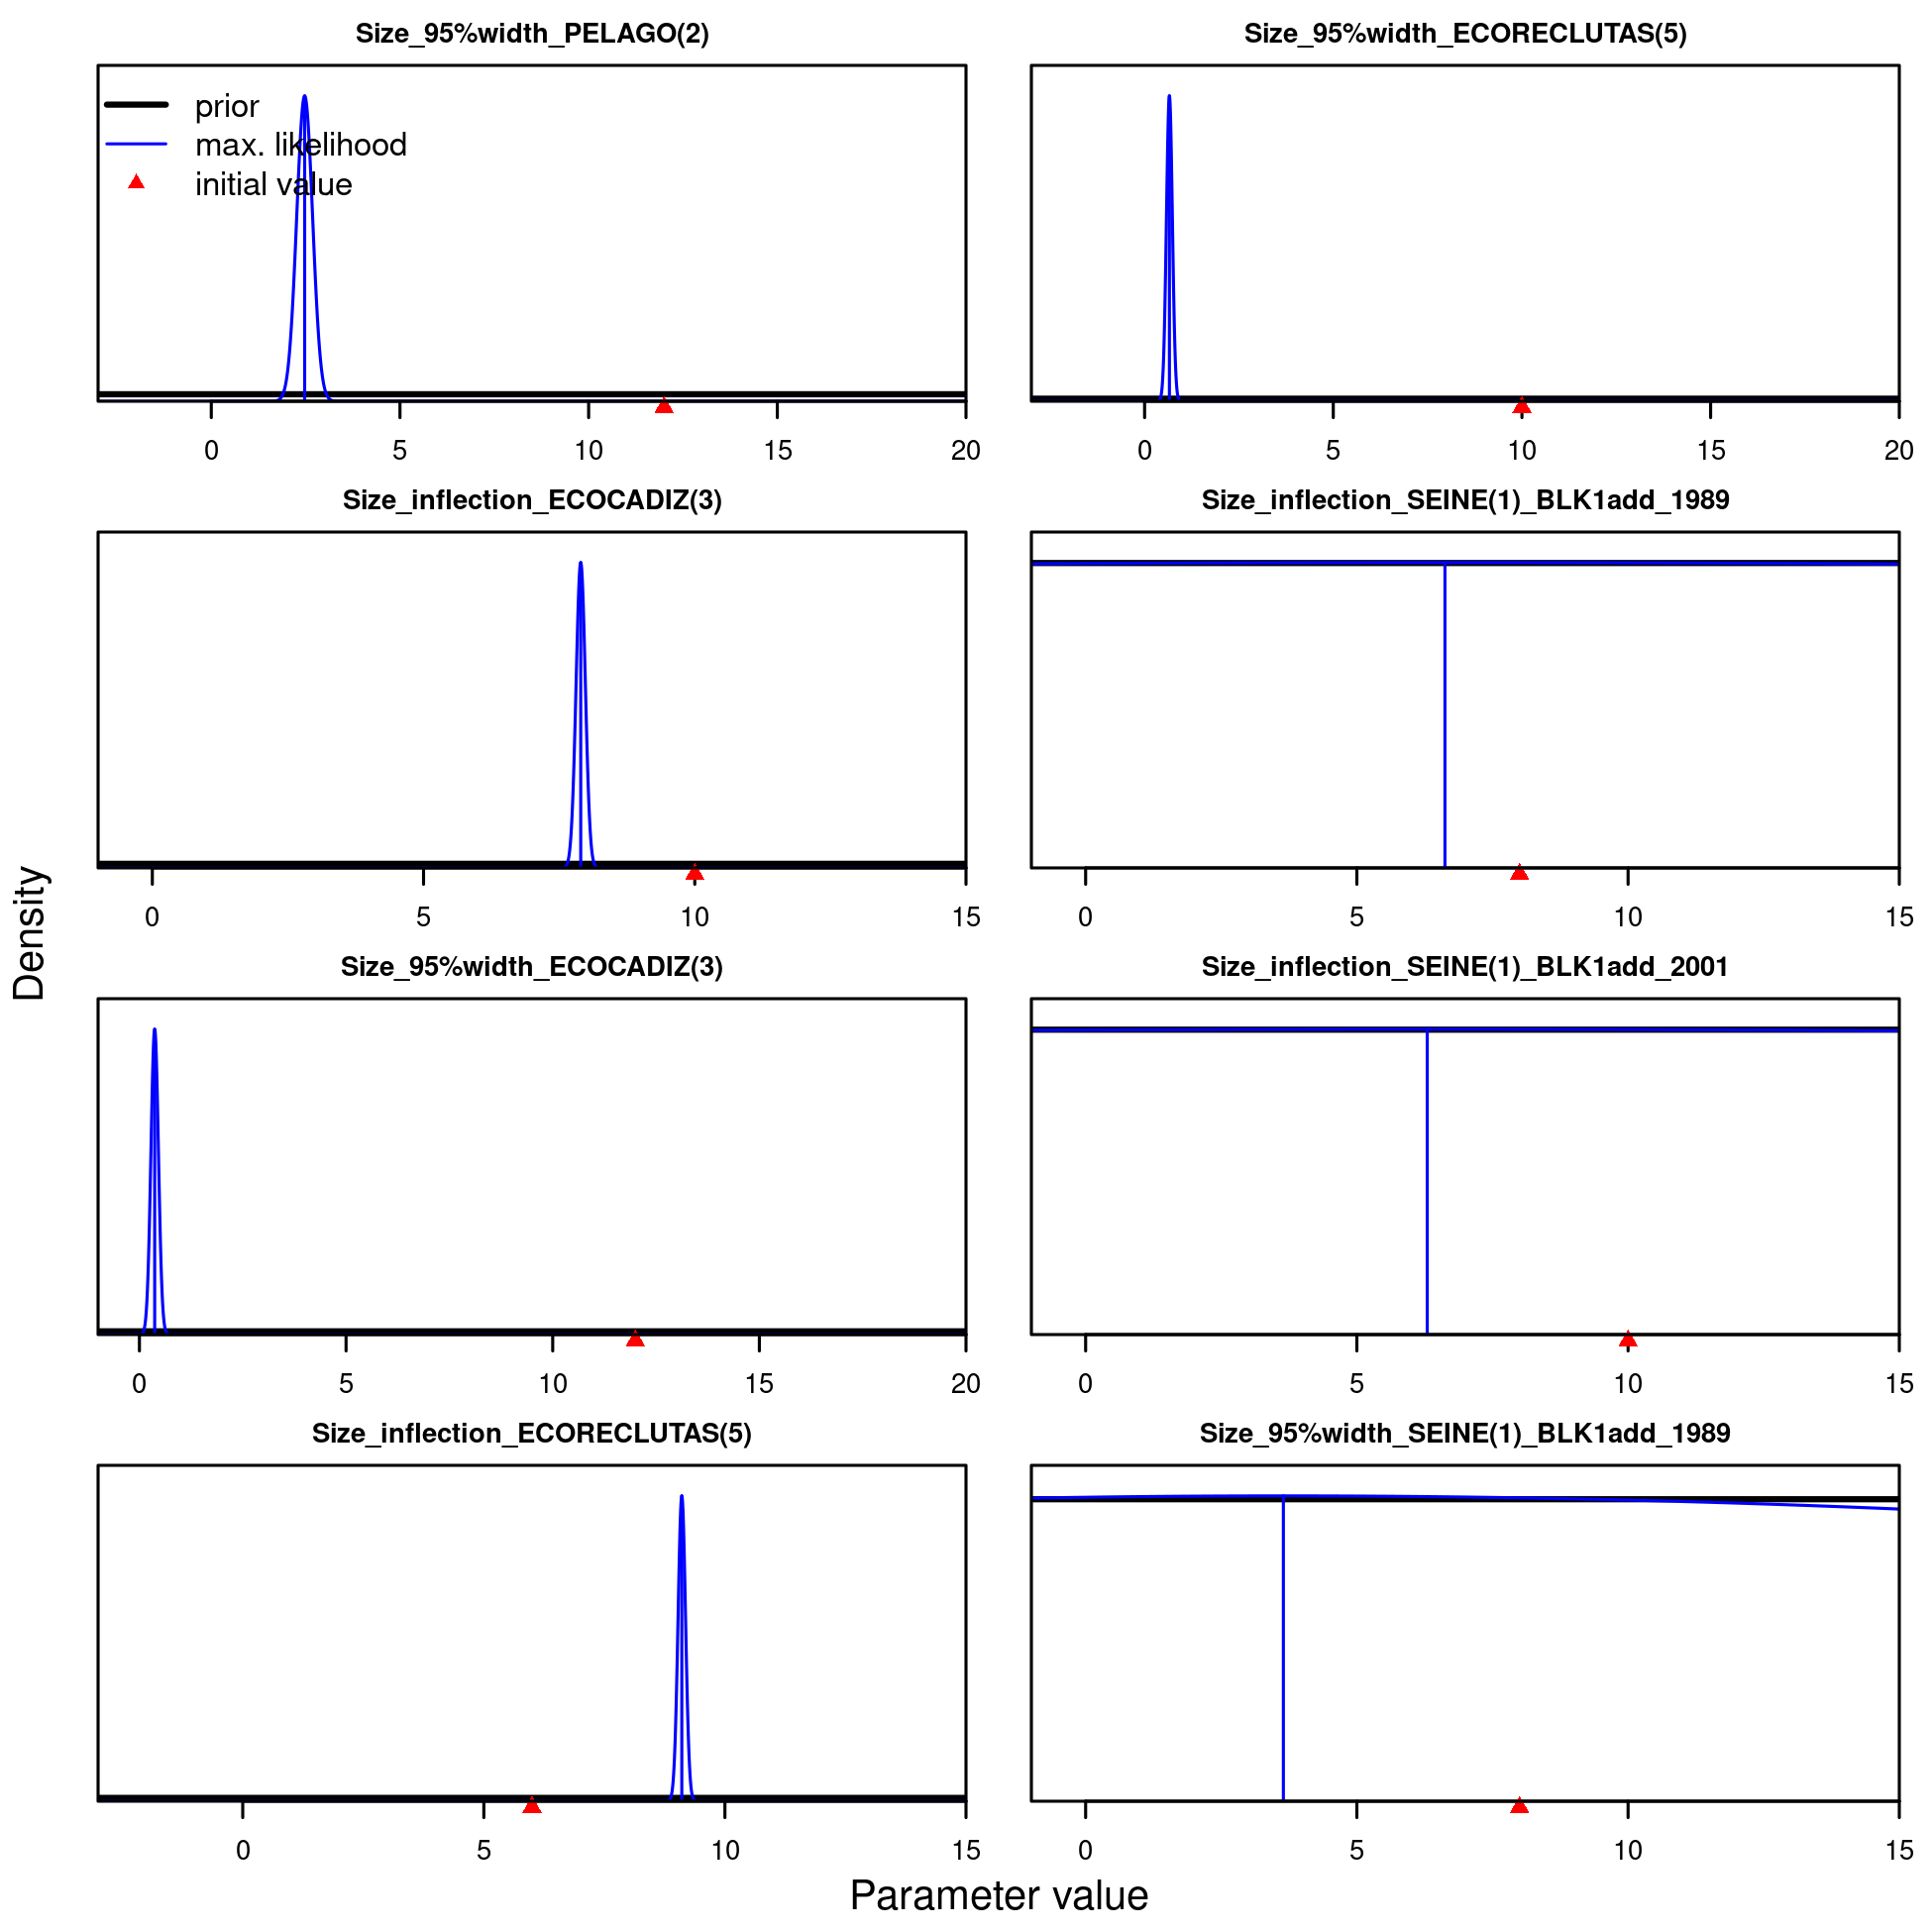 Size_95%width_PELAGO(2)
prior
max. likelihood
initial value
0 5 10 15 20
Size_95%width_ECORECLUTAS(5)
0 5 10 15 20
Size_inflection_ECOCADIZ(3)
0 5 10 15
Size_inflection_SEINE(1)_BLK1add_1989
0 5 10 15
Size_95%width_ECOCADIZ(3)
0 5 10 15 20
Size_inflection_SEINE(1)_BLK1add_2001
0 5 10 15
Size_inflection_ECORECLUTAS(5)
0 5 10 15
Size_95%width_SEINE(1)_BLK1add_1989
0 5 10 15
Density
Parameter value